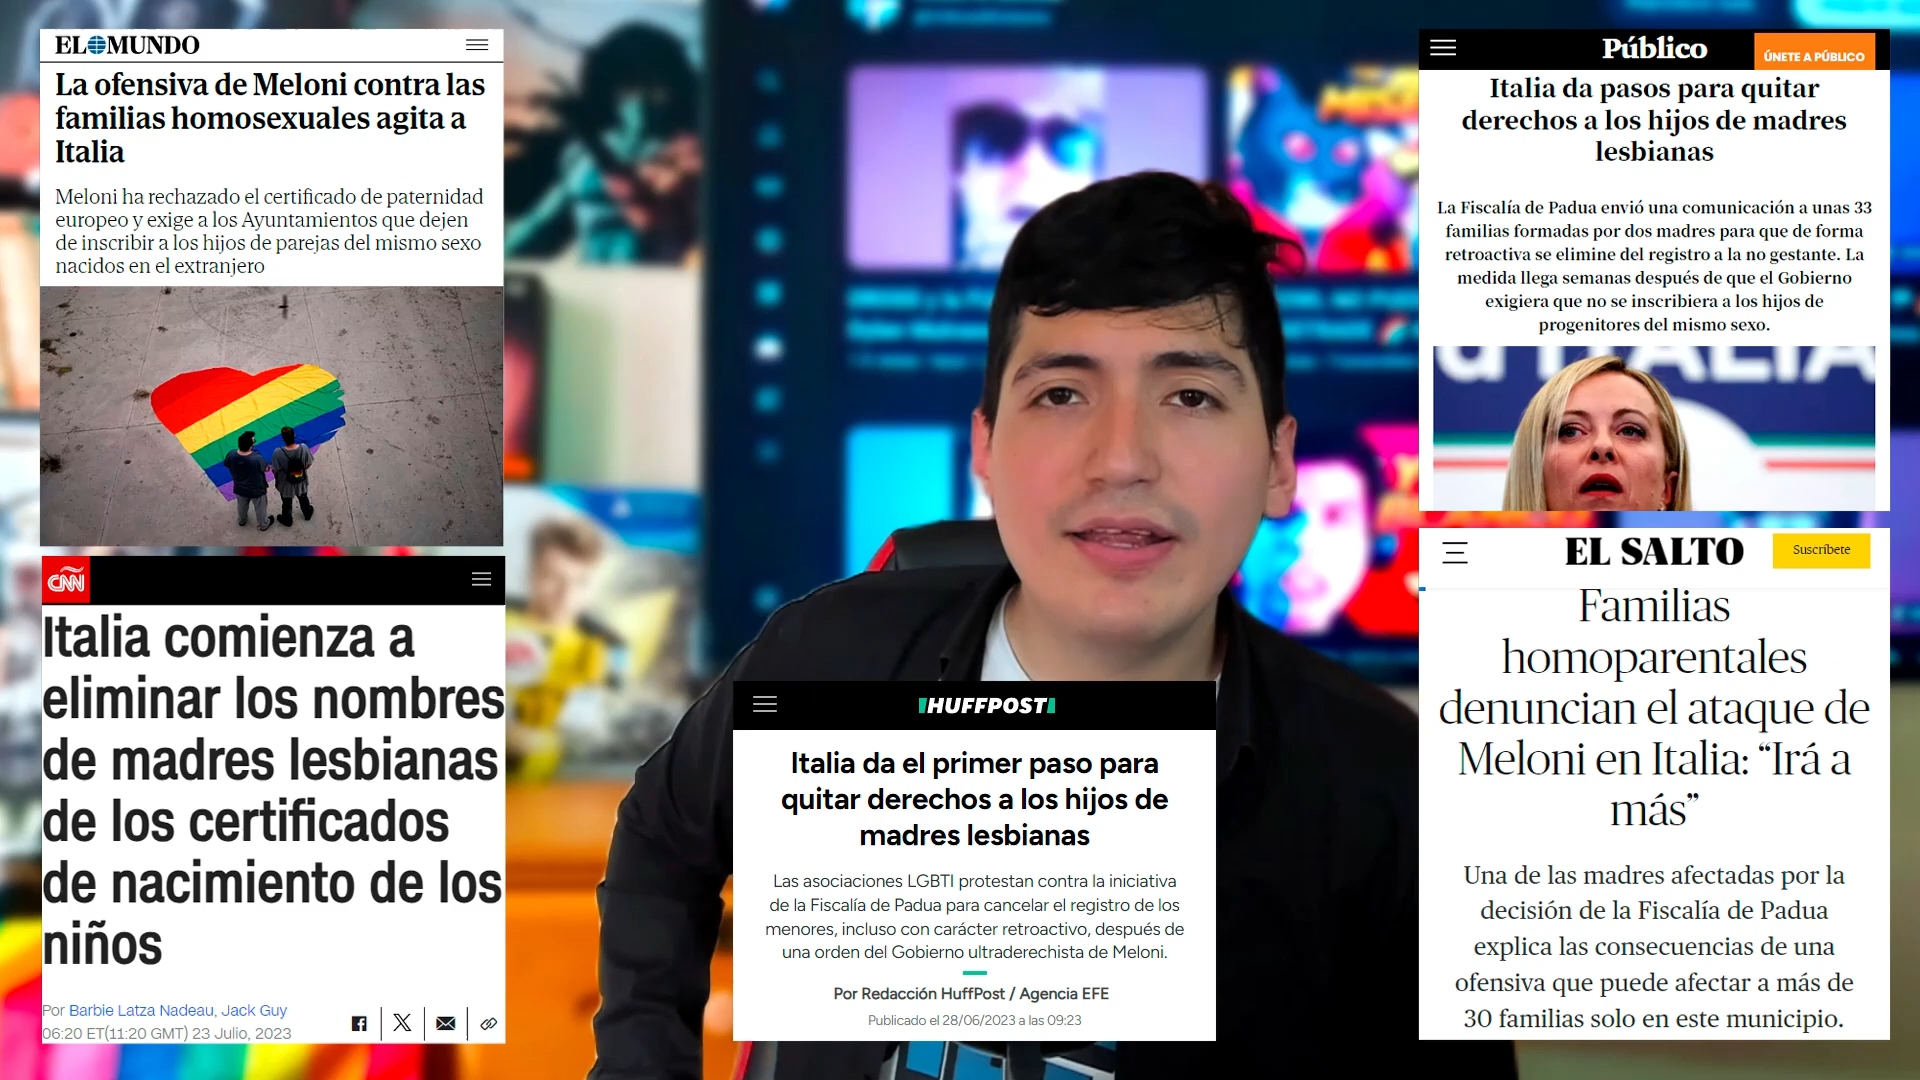 EL MUNDO
La ofensiva de Meloni contra las
familias homosexuales agita a
Italia
Meloni ha rechazado el certificado de paternidad
europeo y exige a los Ayuntamientos que dejen
de inscribir a los hijos de parejas del mismo sexo
nacidos en el extranjero
CNN
Italia comienza a
eliminar los nombres
de madres lesbianas
de los certificados
de nacimiento de los
niños
Por Barbie Latza Nadeau, Jack Guy
06:20 ET(11:20 GMT) 23 Julio, 2023
HUFFPOST
Italia da el primer paso para
quitar derechos a los hijos de
madres lesbianas
Las asociaciones LGBTI protestan contra la iniciativa
de la Fiscalía de Padua para cancelar el registro de los
menores, incluso con carácter retroactivo, después de
una orden del Gobierno ultraderechista de Meloni.
Por Redacción HuffPost / Agencia EFE
Publicado el 28/06/2023 a las 09:23
Público
ÚNETE A PÚBLICO
Italia da pasos para quitar
derechos a los hijos de madres
lesbianas
La Fiscalía de Padua envió una comunicación a unas 33
familias formadas por dos madres para que de forma
retroactiva se elimine del registro a la no gestante. La
medida llega semanas después de que el Gobierno
exigiera que no se inscribiera a los hijos de
progenitores del mismo sexo.
d'ITALIA
EL SALTO
Suscríbete
Familias
homoparentales
denuncian el ataque de
Meloni en Italia: “Irá a
más”
Una de las madres afectadas por la
decisión de la Fiscalía de Padua
explica las consecuencias de una
ofensiva que puede afectar a más de
30 familias solo en este municipio.